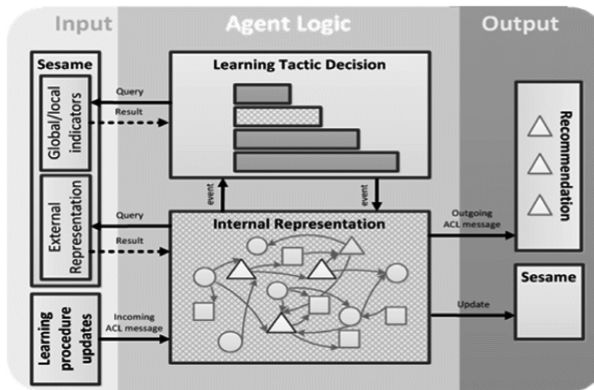 Input
Agent Logic
Output
Sesame
Global/local
indicators
External
Representation
Learning
procedure
updates
Query
Result
Query
Result
Incoming
ACL message
Learning Tactic Decision
event
event
Internal Representation
Outgoing
ACL message
Update
Recommendation
Sesame